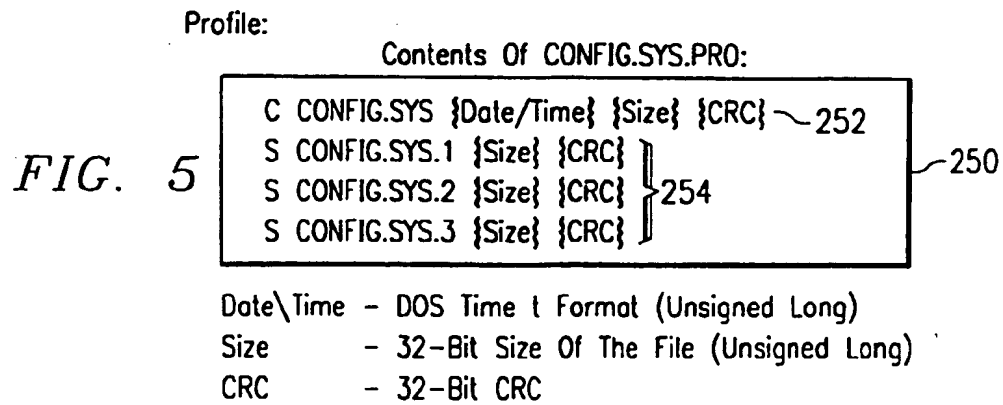 Profile:
Contents Of CONFIG.SYS.PRO:
C CONFIG.SYS {Date/Time} {Size} {CRC} 252
S CONFIG.SYS.1 {Size} {CRC}
S CONFIG.SYS.2 {Size} {CRC} 254
S CONFIG.SYS.3 {Size} {CRC}
250
FIG. 5
Date\Time - DOS Time t Format (Unsigned Long)
Size - 32-Bit Size Of The File (Unsigned Long)
CRC - 32-Bit CRC